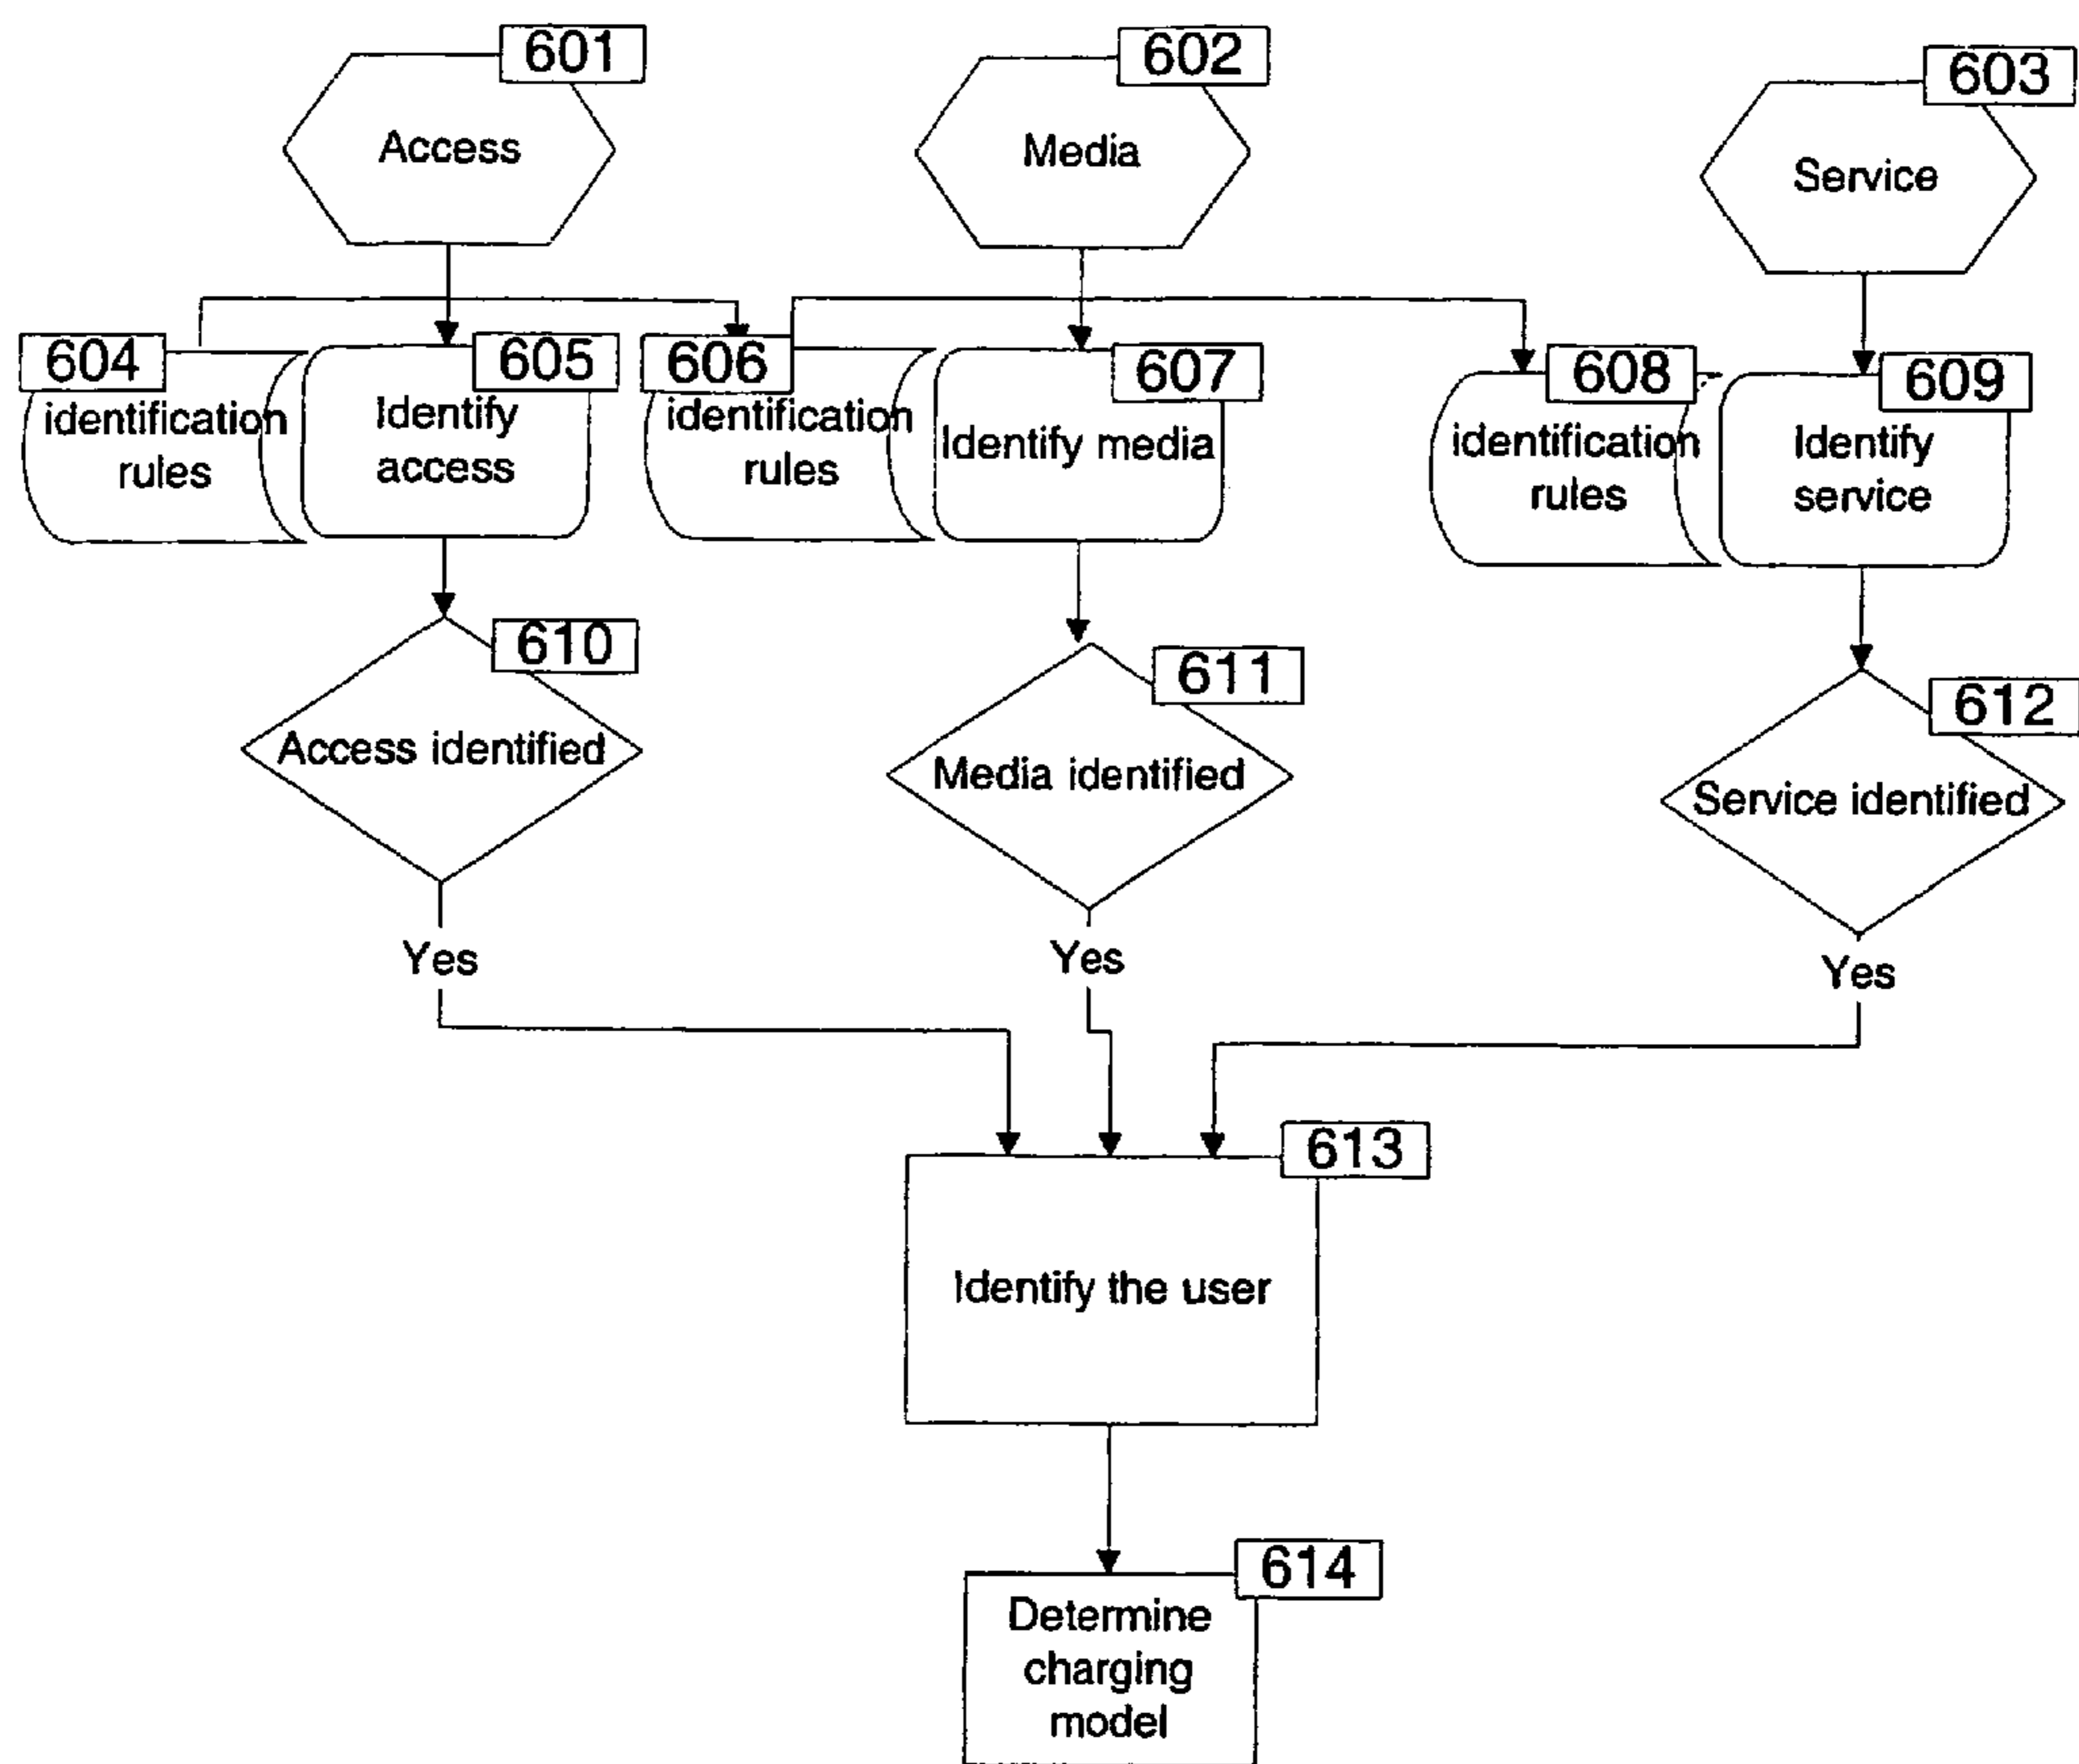 601
602
603
Access
Media
Service
604
605
606
607
608
609
identification
rules
Identify
access
identification
rules
Identify media
identification
rules
Identify
service
610
611
612
Access identified
Media identified
Service identified
Yes
Yes
Yes
613
Identify the user
614
Determine
charging
model